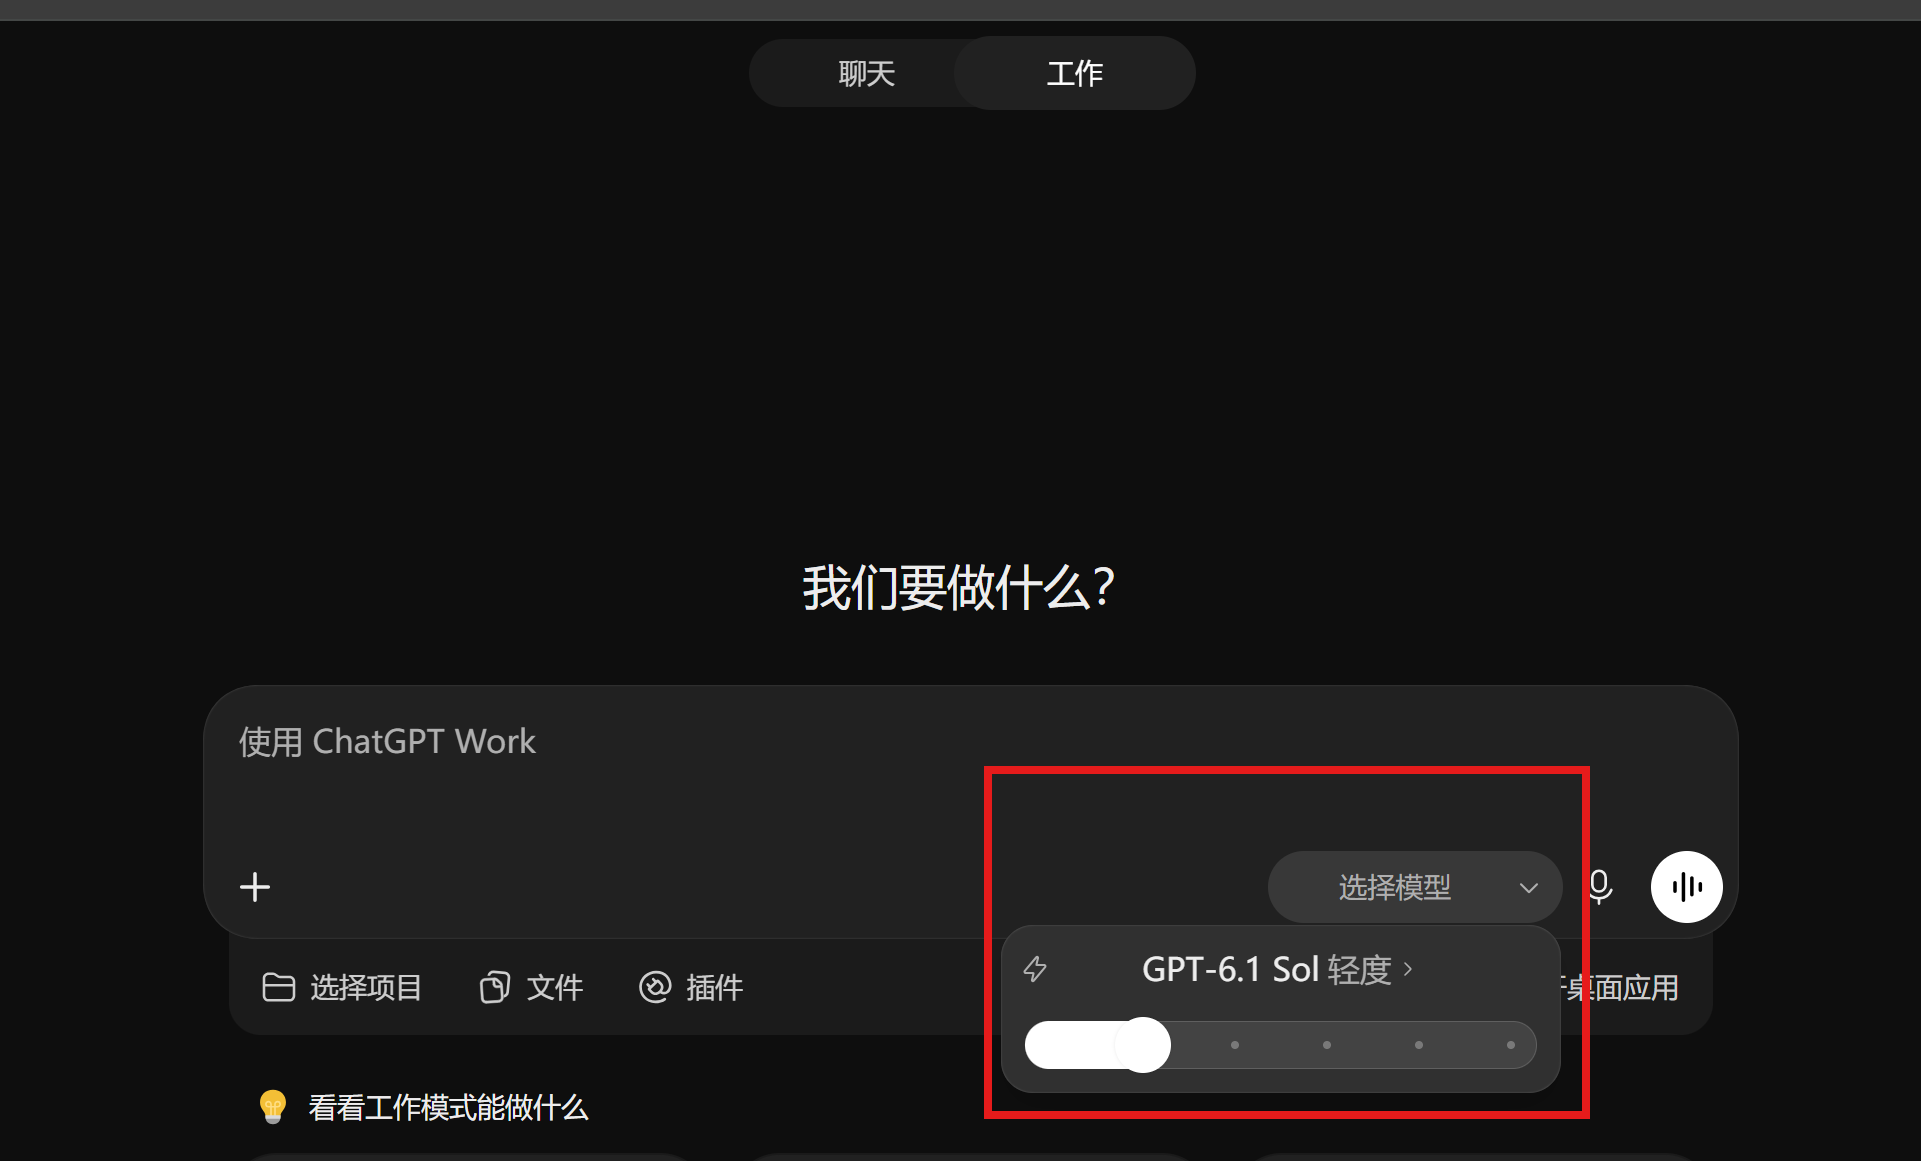 聊天
工作
我们要做什么?
使用 ChatGPT Work
选择模型
GPT-6.1 Sol 轻度
选择项目
文件
插件
桌面应用
看看工作模式能做什么